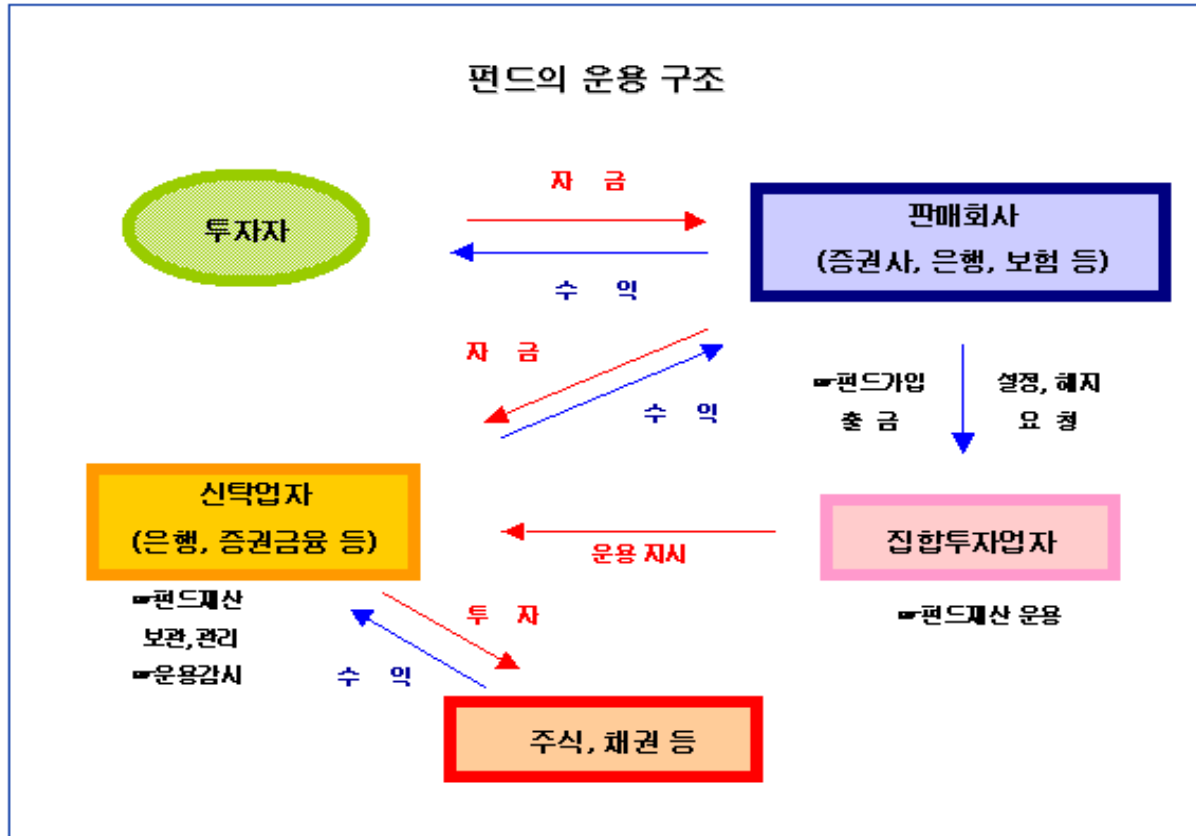 펀드의 운용 구조
자 금
투자자
판매회사
(증권사, 은행, 보험 등)
수 익
자 금
수 익
☞펀드가입
출 금
설정, 해지
요 청
신탁업자
(은행, 증권금융 등)
운용 지시
집합투자업자
☞펀드재산
보관,관리
☞운용감시
투 자
수 익
☞펀드재산 운용
주식, 채권 등